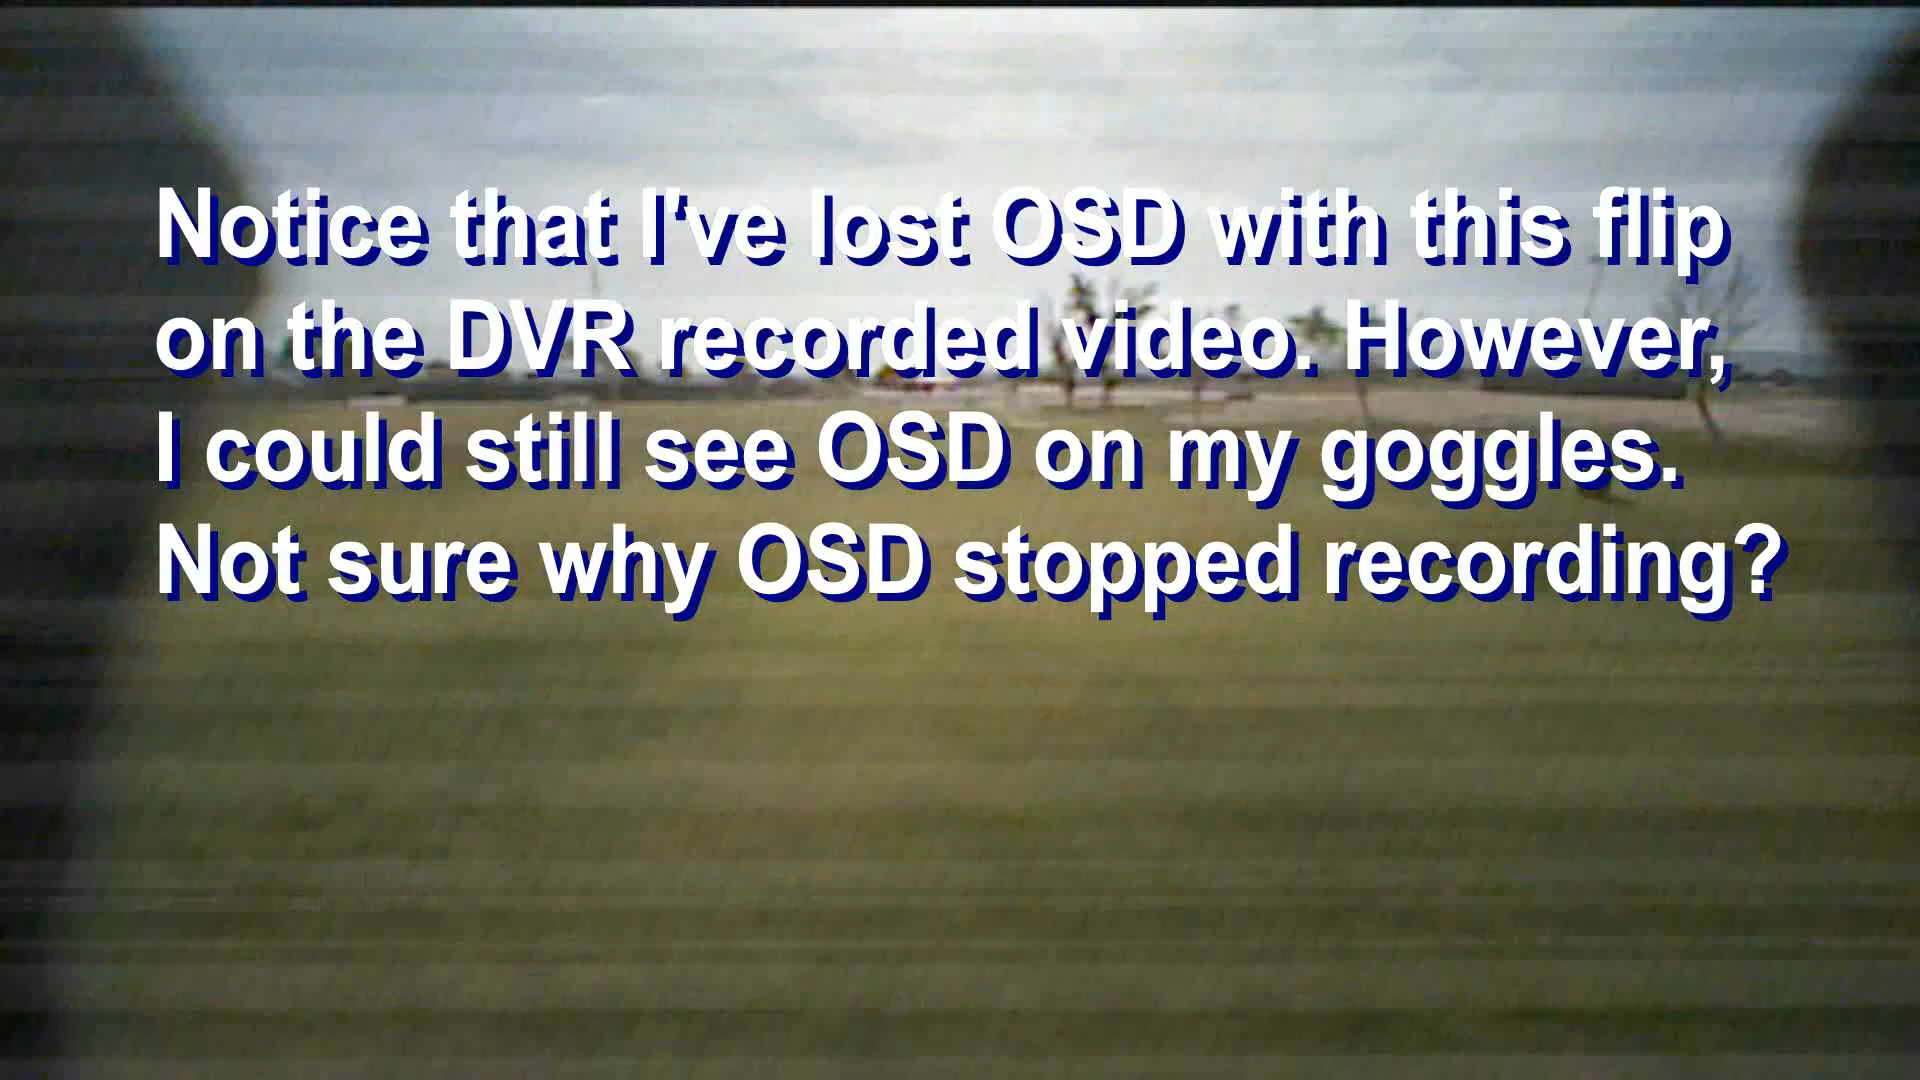 Notice that I've lost OSD with this flip
on the DVR recorded video. However,
I could still see OSD on my goggles.
Not sure why OSD stopped recording?